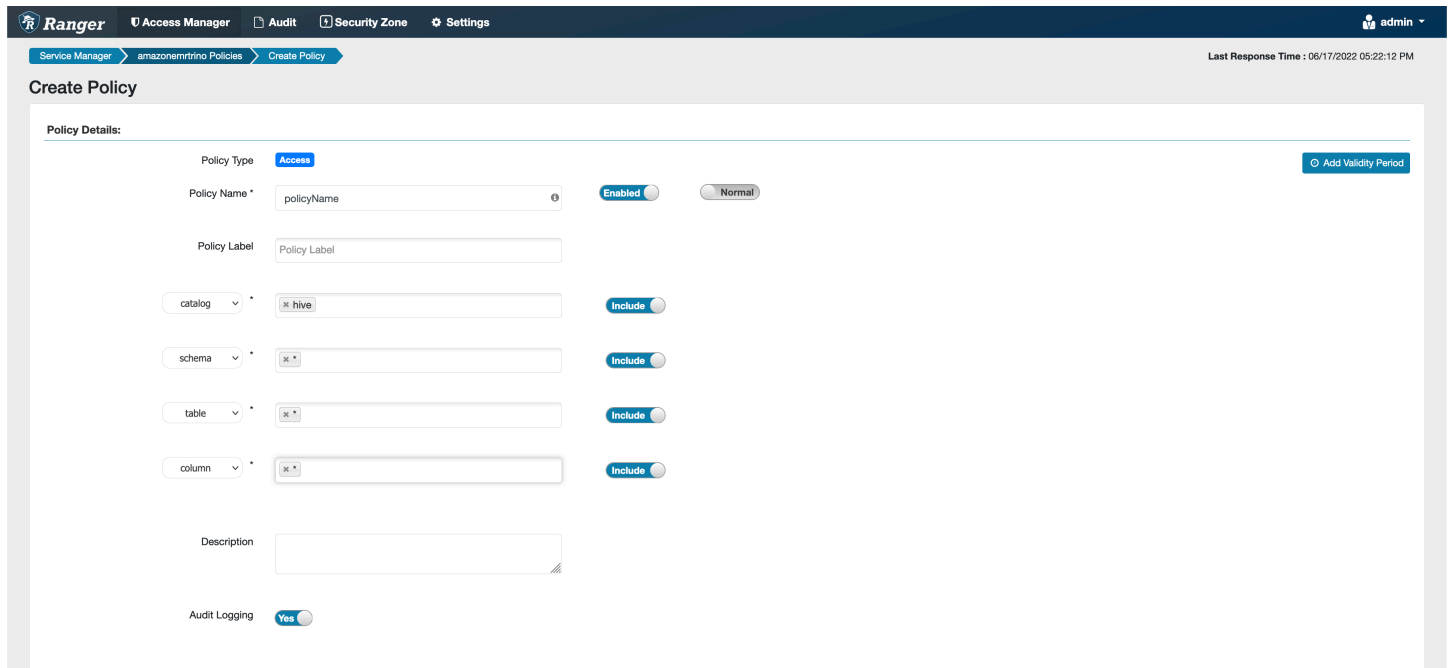 Ranger Access Manager Audit Security Zone Settings admin
Service Manager amazonemrtrino Policies Create Policy Last Response Time : 06/17/2022 05:22:12 PM
Create Policy
Policy Details:
Policy Type Access Add Validity Period
Policy Name * policyName Enabled Normal
Policy Label Policy Label
catalog * × hive Include
schema * × * Include
table * × * Include
column * × * Include
Description
Audit Logging Yes